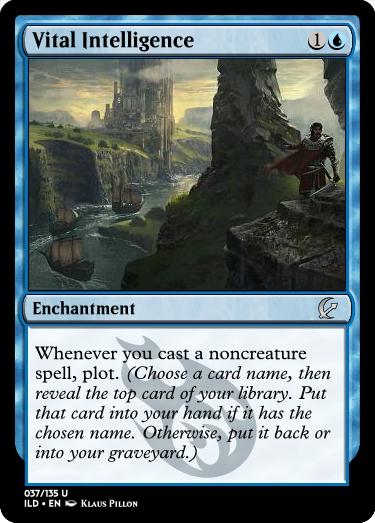 Vital Intelligence 1
Enchantment
Whenever you cast a noncreature
spell, plot. (Choose a card name, then
reveal the top card of your library. Put
that card into your hand if it has the
chosen name. Otherwise, put it back or
into your graveyard.)
037/135 U
ILD • EN KLAUS PILLON